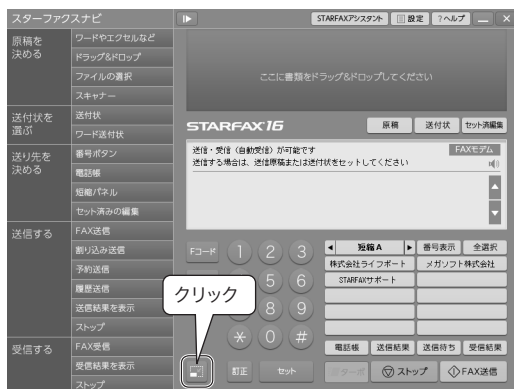 スターファクスナビ
STARFAXアシスタント
設定
?ヘルプ
原稿を
決める
ワードやエクセルなど
ドラッグ&ドロップ
ファイルの選択
スキャナー
送付状を
選ぶ
送付状
ワード送付状
送り先を
決める
番号ボタン
電話帳
短縮パネル
セット済みの編集
送信する
FAX送信
割り込み送信
予約送信
履歴送信
送信結果を表示
ストップ
受信する
FAX受信
受信結果を表示
ストップ
ここに書類をドラッグ&ドロップしてください
STARFAX16
原稿
送付状
セット済編集
送信・受信(自動受信)が可能です
送信する場合は、送信原稿または送付状をセットしてください
FAXモデム
Fコード
1
2
3
5
6
8
9
*
0
#
クリック
訂正
セット
短縮A
番号表示
全選択
株式会社ライフボート
メガソフト株式会社
STARFAXサポート
電話帳
送信結果
送信待ち
受信結果
ストップ
FAX送信